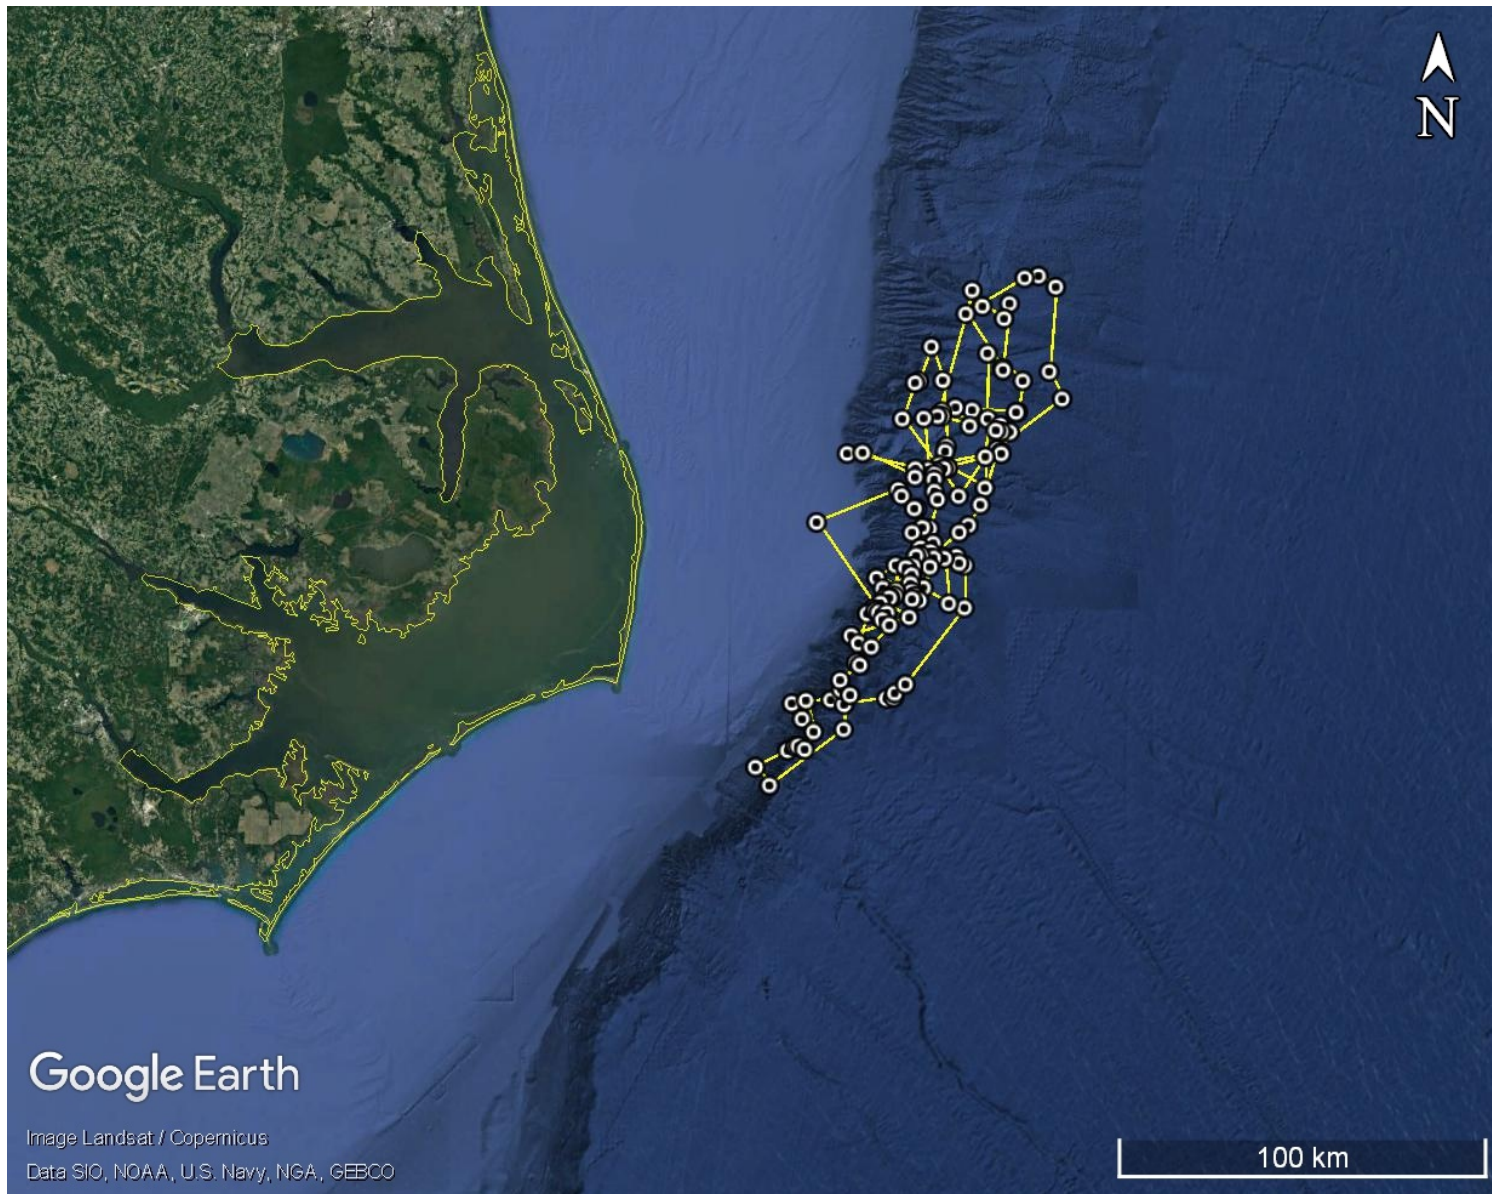 N
Google Earth
Image Landsat / Copernicus
Data SIO, NOAA, U.S. Navy, NGA, GEBCO
100 km